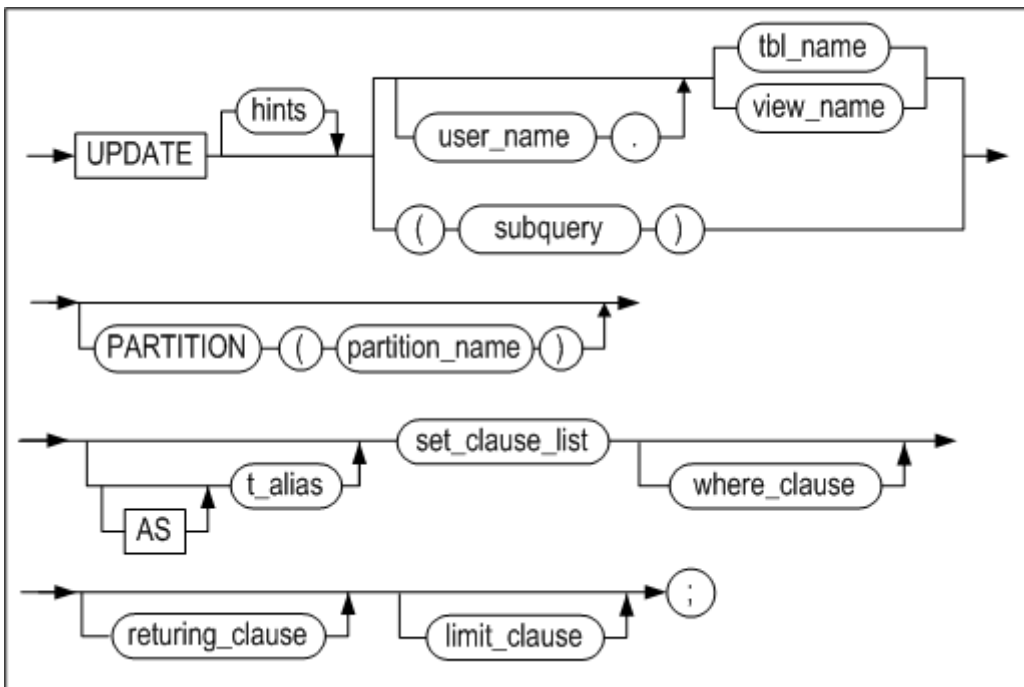 tbl_name
hints
view_name
user_name .
UPDATE
( subquery )
PARTITION ( partition_name )
set_clause_list
t_alias where_clause
AS
;
returing_clause limit_clause